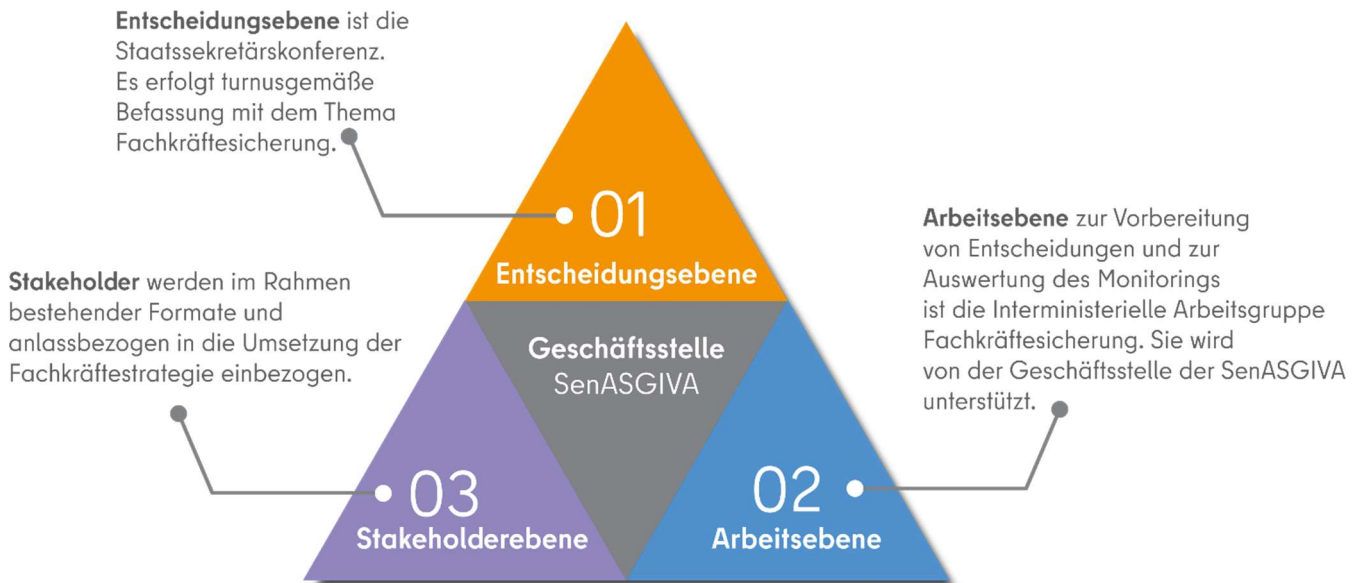 Entscheidungsebene ist die
Staatssekretärskonferenz.
Es erfolgt turnusgemäße
Befassung mit dem Thema
Fachkräftesicherung.
01
Entscheidungsebene
Stakeholder werden im Rahmen
bestehender Formate und
anlassbezogen in die Umsetzung der
Fachkräftestrategie einbezogen.
Geschäftsstelle
SenASGIVA
Arbeitsebene zur Vorbereitung
von Entscheidungen und zur
Auswertung des Monitorings
ist die Interministerielle Arbeitsgruppe
Fachkräftesicherung. Sie wird
von der Geschäftsstelle der SenASGIVA
unterstützt.
03
Stakeholderebene
02
Arbeitsebene